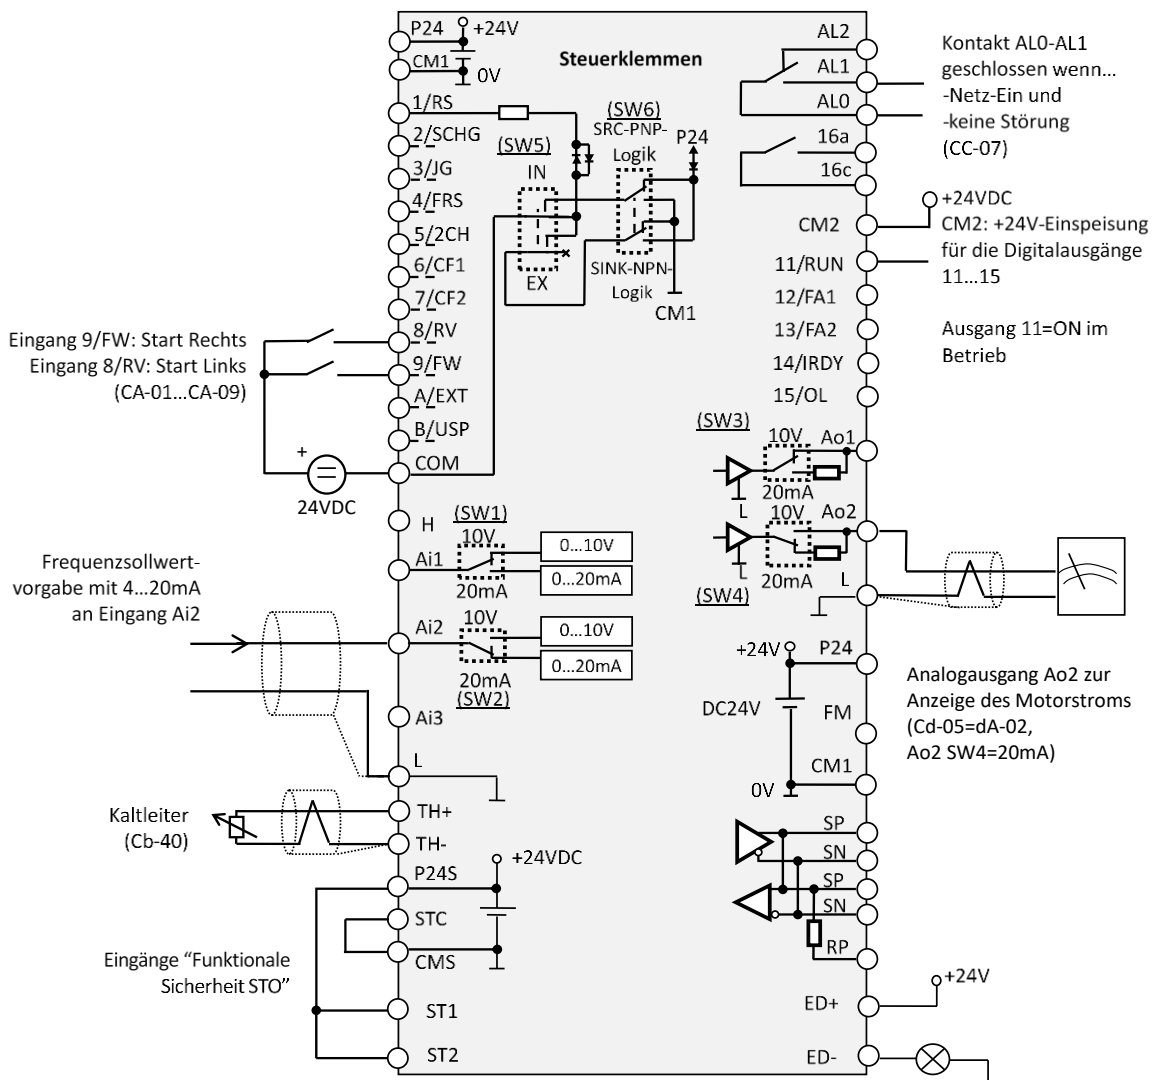 Steuerklemmen
P24
+24V
CM1
0V
1/RS
2/SCHG
3/JG
4/FRS
5/2CH
6/CF1
7/CF2
8/RV
9/FW
A/EXT
B/USP
COM
(SW5)
IN
EX
(SW6)
SRC-PNP-
Logik
P24
SINK-NPN-
Logik
CM1
Eingang 9/FW: Start Rechts
Eingang 8/RV: Start Links
(CA-01...CA-09)
+
24VDC
H
(SW1)
10V
Ai1
20mA
0...10V
0...20mA
Frequenzsollwert-
vorgabe mit 4...20mA
an Eingang Ai2
10V
Ai2
20mA
(SW2)
0...10V
0...20mA
Ai3
L
Kaltleiter
(Cb-40)
TH+
TH-
+24VDC
P24S
STC
CMS
Eingänge “Funktionale
Sicherheit STO”
ST1
ST2
AL2
AL1
AL0
16a
16c
Kontakt AL0-AL1
geschlossen wenn...
-Netz-Ein und
-keine Störung
(CC-07)
+24VDC
CM2
CM2: +24V-Einspeisung
für die Digitalausgänge
11...15
11/RUN
12/FA1
13/FA2
14/IRDY
15/OL
Ausgang 11=ON im
Betrieb
(SW3)
10V
Ao1
20mA
L
10V
Ao2
20mA
L
(SW4)
L
+24V
P24
DC24V
FM
CM1
0V
Analogausgang Ao2 zur
Anzeige des Motorstroms
(Cd-05=dA-02,
Ao2 SW4=20mA)
SP
SN
SP
SN
RP
ED+
+24V
ED-